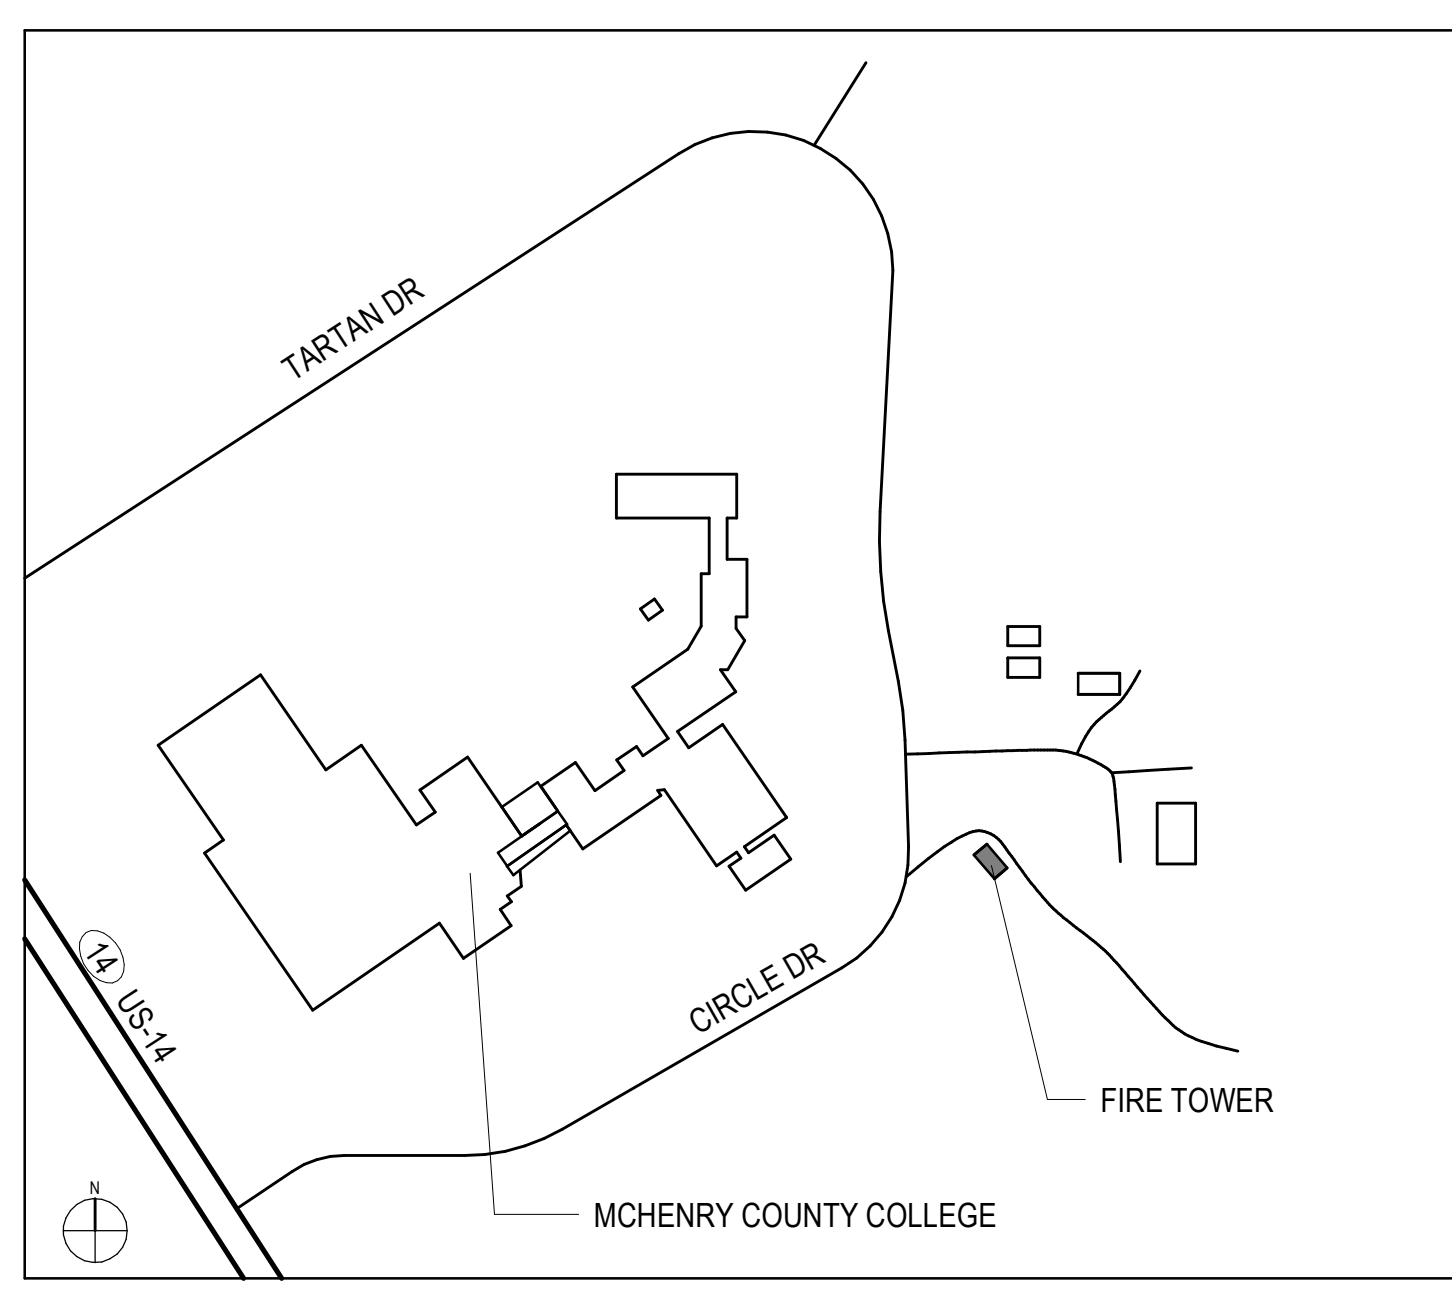 TARTAN DR
14
US-14
CIRCLE DR
FIRE TOWER
N
MCHENRY COUNTY COLLEGE